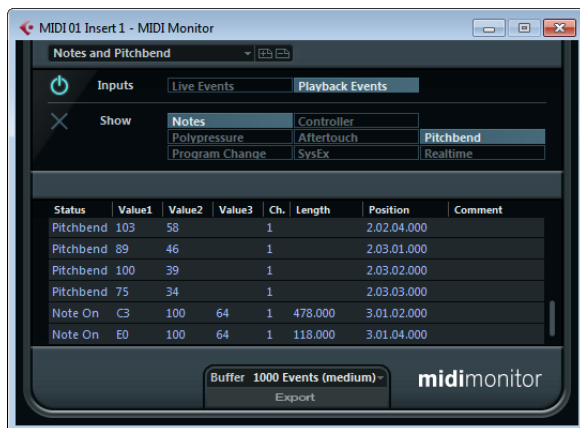 MIDI 01 Insert 1 - MIDI Monitor
Notes and Pitchbend
Inputs Live Events Playback Events
Show Notes Controller
Polypressure Aftertouch Pitchbend
Program Change SysEx Realtime
Status Value1 Value2 Value3 Ch. Length Position Comment
Pitchbend 103 58 1 2.02.04.000
Pitchbend 89 46 1 2.03.01.000
Pitchbend 100 39 1 2.03.02.000
Pitchbend 75 34 1 2.03.03.000
Note On C3 100 64 1 478.000 3.01.02.000
Note On E0 100 64 1 118.000 3.01.04.000
Buffer 1000 Events (medium)
Export
midimonitor